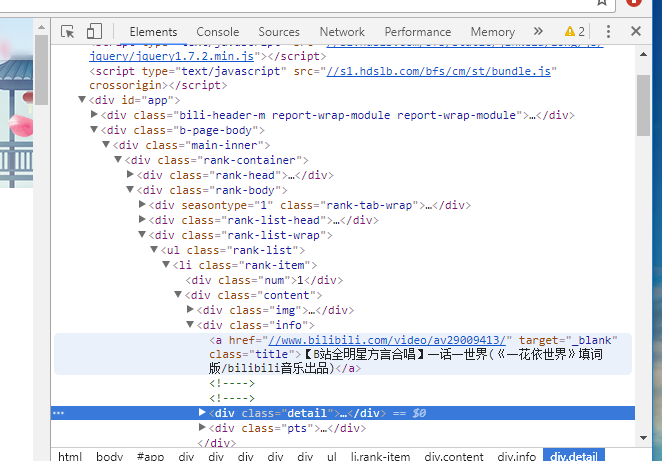 Elements Console Sources Network Performance Memory » 2
jquery/jquery1.7.2.min.js"></script>
<script type="text/javascript" src="//s1.hdslb.com/bfs/cm/st/bundle.js"
crossorigin></script>
<div id="app">
<div class="bili-header-m report-wrap-module report-wrap-module">…</div>
<div class="b-page-body">
<div class="main-inner">
<div class="rank-container">
<div class="rank-head">…</div>
<div class="rank-body">
<div seasontype="1" class="rank-tab-wrap">…</div>
<div class="rank-list-head">…</div>
<div class="rank-list-wrap">
<ul class="rank-list">
<li class="rank-item">
<div class="num">1</div>
<div class="content">
<div class="img">…</div>
<div class="info">
<a href="//www.bilibili.com/video/av29009413/" target="_blank"
class="title">【B站全明星方言合唱】一话一世界(《一花依世界》填词
版/bilibili音乐出品)</a>
<!---->
<!---->
<div class="detail">…</div> == $0
<div class="pts">…</div>
</div>
html body #app div div div div div ul li.rank-item div.content div.info div.detail